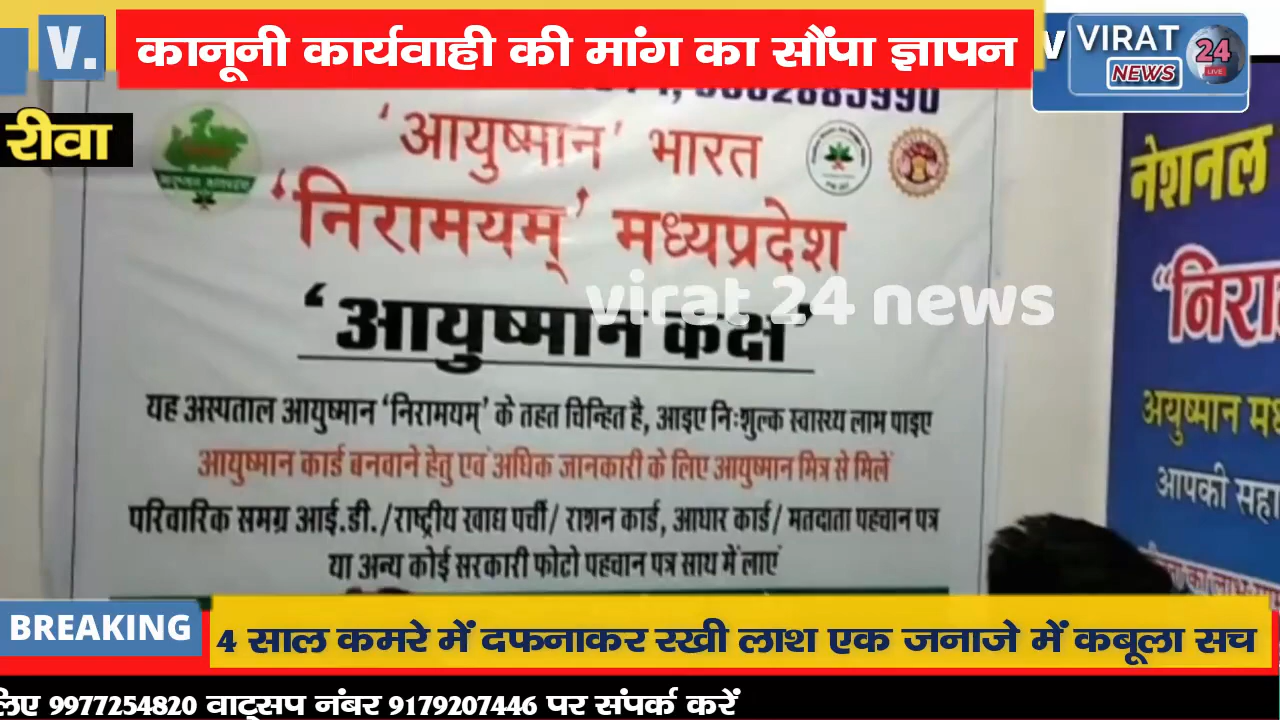 V.
कानूनी कार्यवाही की मांग का सौंपा ज्ञापन
VIRAT
24
LIVE
NEWS
रीवा
'आयुष्मान' भारत
'निरामयम्' मध्यप्रदेश
'आयुष्मान कक्ष'
virat 24 news
यह अस्पताल आयुष्मान 'निरामयम्' के तहत चिन्हित है, आइए निःशुल्क स्वास्थ्य लाभ पाइए
आयुष्मान कार्ड बनवाने हेतु एवं अधिक जानकारी के लिए आयुष्मान मित्र से मिलें
परिवारिक समग्र आई.डी./राष्ट्रीय खाद्य पर्ची/ राशन कार्ड, आधार कार्ड/ मतदाता पहचान पत्र
या अन्य कोई सरकारी फोटो पहचान पत्र साथ में लाएं
नेशनल
"निरा
अयुष्मान मध
आपकी सहा
BREAKING
4 साल कमरे में दफनाकर रखी लाश एक जनाजे में कबूला सच
लिए 9977254820 वाट्सप नंबर 9179207446 पर संपर्क करें